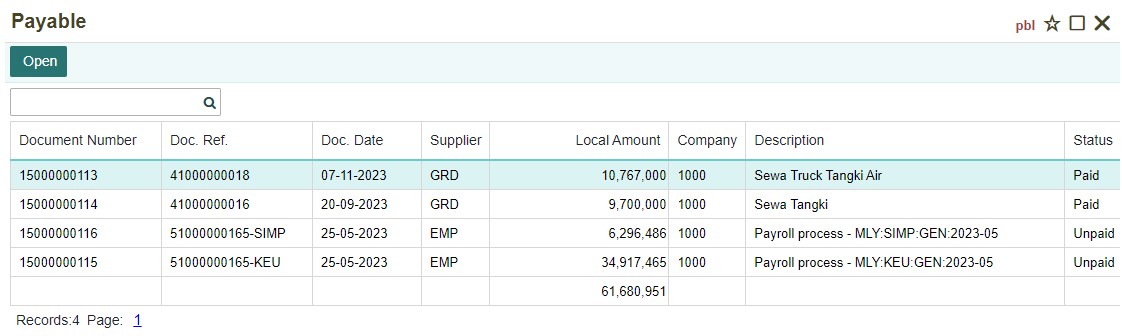 Payable
pbl
Open
Document Number Doc. Ref. Doc. Date Supplier Local Amount Company Description Status
15000000113 41000000018 07-11-2023 GRD 10,767,000 1000 Sewa Truck Tangki Air Paid
15000000114 41000000016 20-09-2023 GRD 9,700,000 1000 Sewa Tangki Paid
15000000116 51000000165-SIMP 25-05-2023 EMP 6,296,486 1000 Payroll process - MLY:SIMP:GEN:2023-05 Unpaid
15000000115 51000000165-KEU 25-05-2023 EMP 34,917,465 1000 Payroll process - MLY:KEU:GEN:2023-05 Unpaid
61,680,951
Records:4 Page: 1